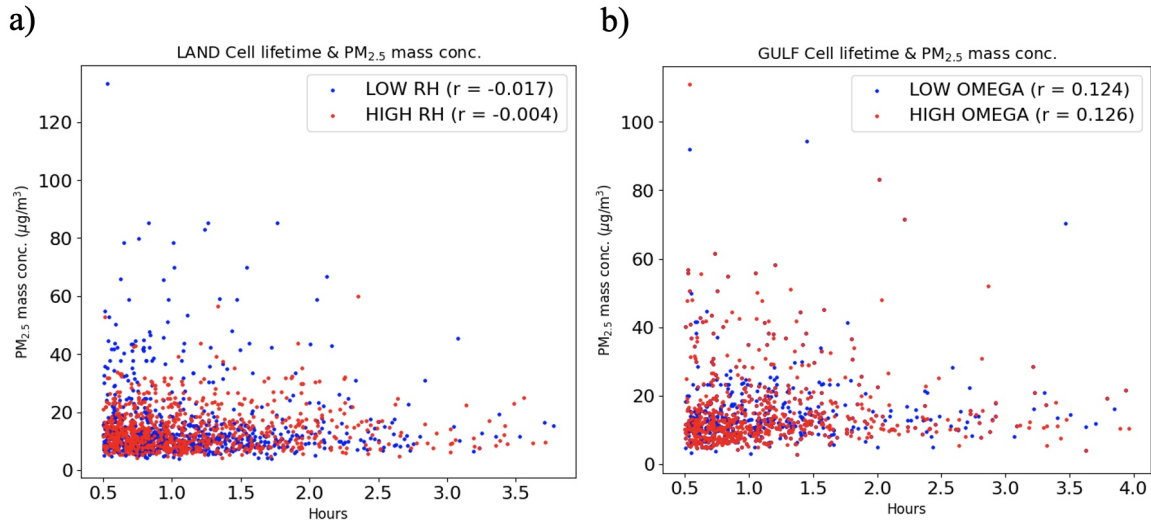 a)
LAND Cell lifetime & PM2.5 mass conc.
LOW RH (r = -0.017)
HIGH RH (r = -0.004)
PM2.5 mass conc. (μg/m³)
120
100
80
60
40
20
0
0.5 1.0 1.5 2.0 2.5 3.0 3.5
Hours
b)
GULF Cell lifetime & PM2.5 mass conc.
LOW OMEGA (r = 0.124)
HIGH OMEGA (r = 0.126)
PM2.5 mass conc. (μg/m³)
100
80
60
40
20
0
0.5 1.0 1.5 2.0 2.5 3.0 3.5 4.0
Hours